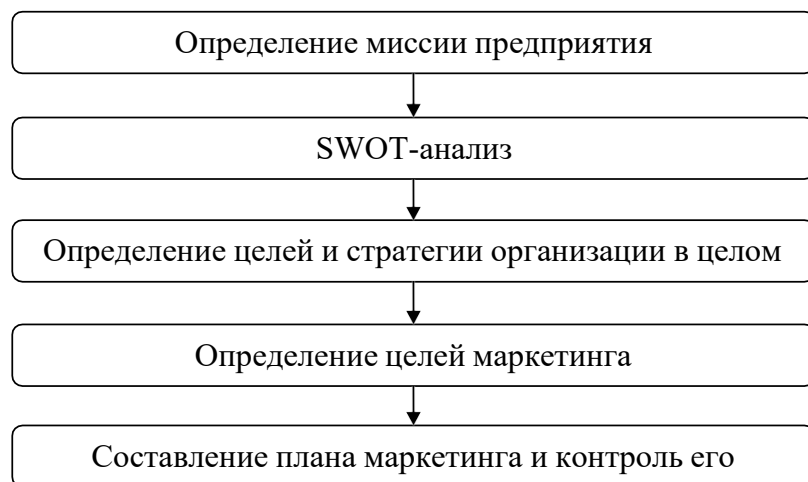 Определение миссии предприятия
SWOT-анализ
Определение целей и стратегии организации в целом
Определение целей маркетинга
Составление плана маркетинга и контроль его